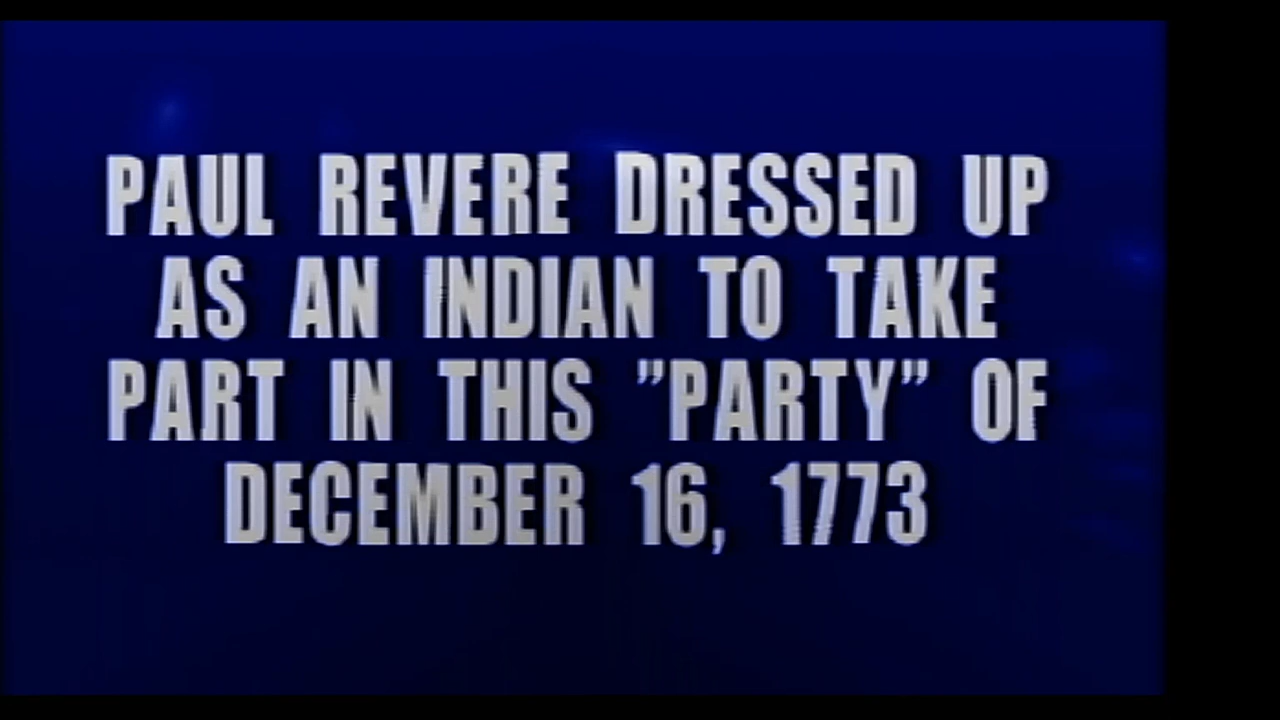 PAUL REVERE DRESSED UP
AS AN INDIAN TO TAKE
PART IN THIS "PARTY" OF
DECEMBER 16, 1773